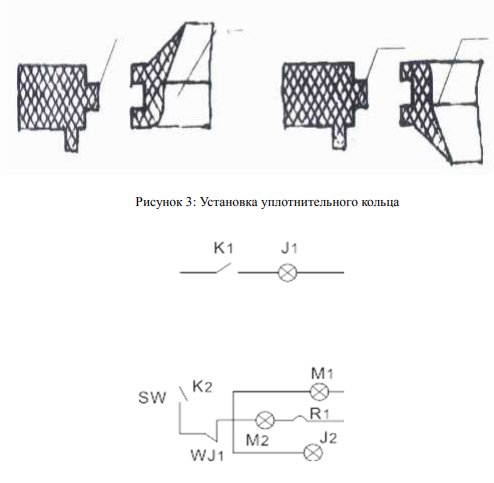 Рисунок 3: Установка уплотнительного кольца
K1 J1
M1
K2
SW
R1
M2 J2
WJ1